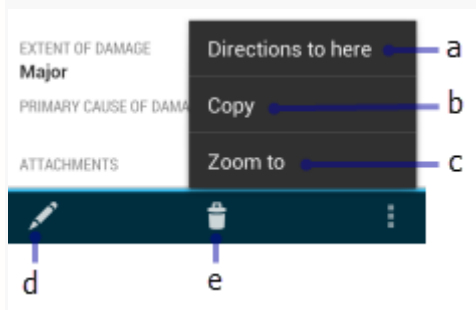 EXTENT OF DAMAGE
Major
PRIMARY CAUSE OF DAMA
ATTACHMENTS
Directions to here
Copy
Zoom to
a
b
c
d
e